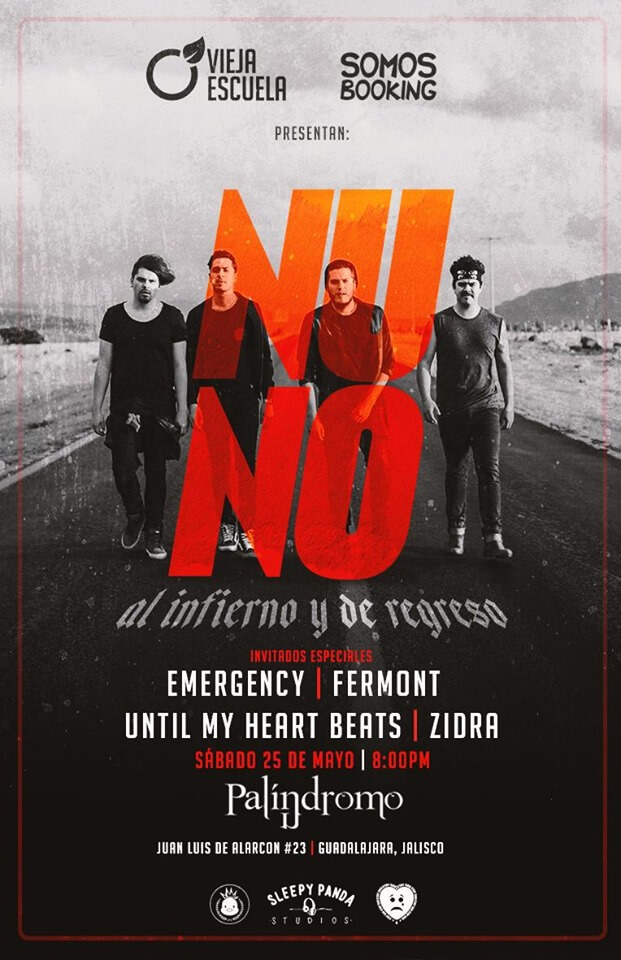 VIEJA
ESCUELA
SOMOS
BOOKING
PRESENTAN:
NU
NO
al infierno y de regreso
INVITADOS ESPECIALES
EMERGENCY | FERMONT
UNTIL MY HEART BEATS | ZIDRA
SÁBADO 25 DE MAYO | 8:00PM
Palíndromo
JUAN LUIS DE ALARCON #23 | GUADALAJARA, JALISCO
SLEEPY PANDA
STUDIOS